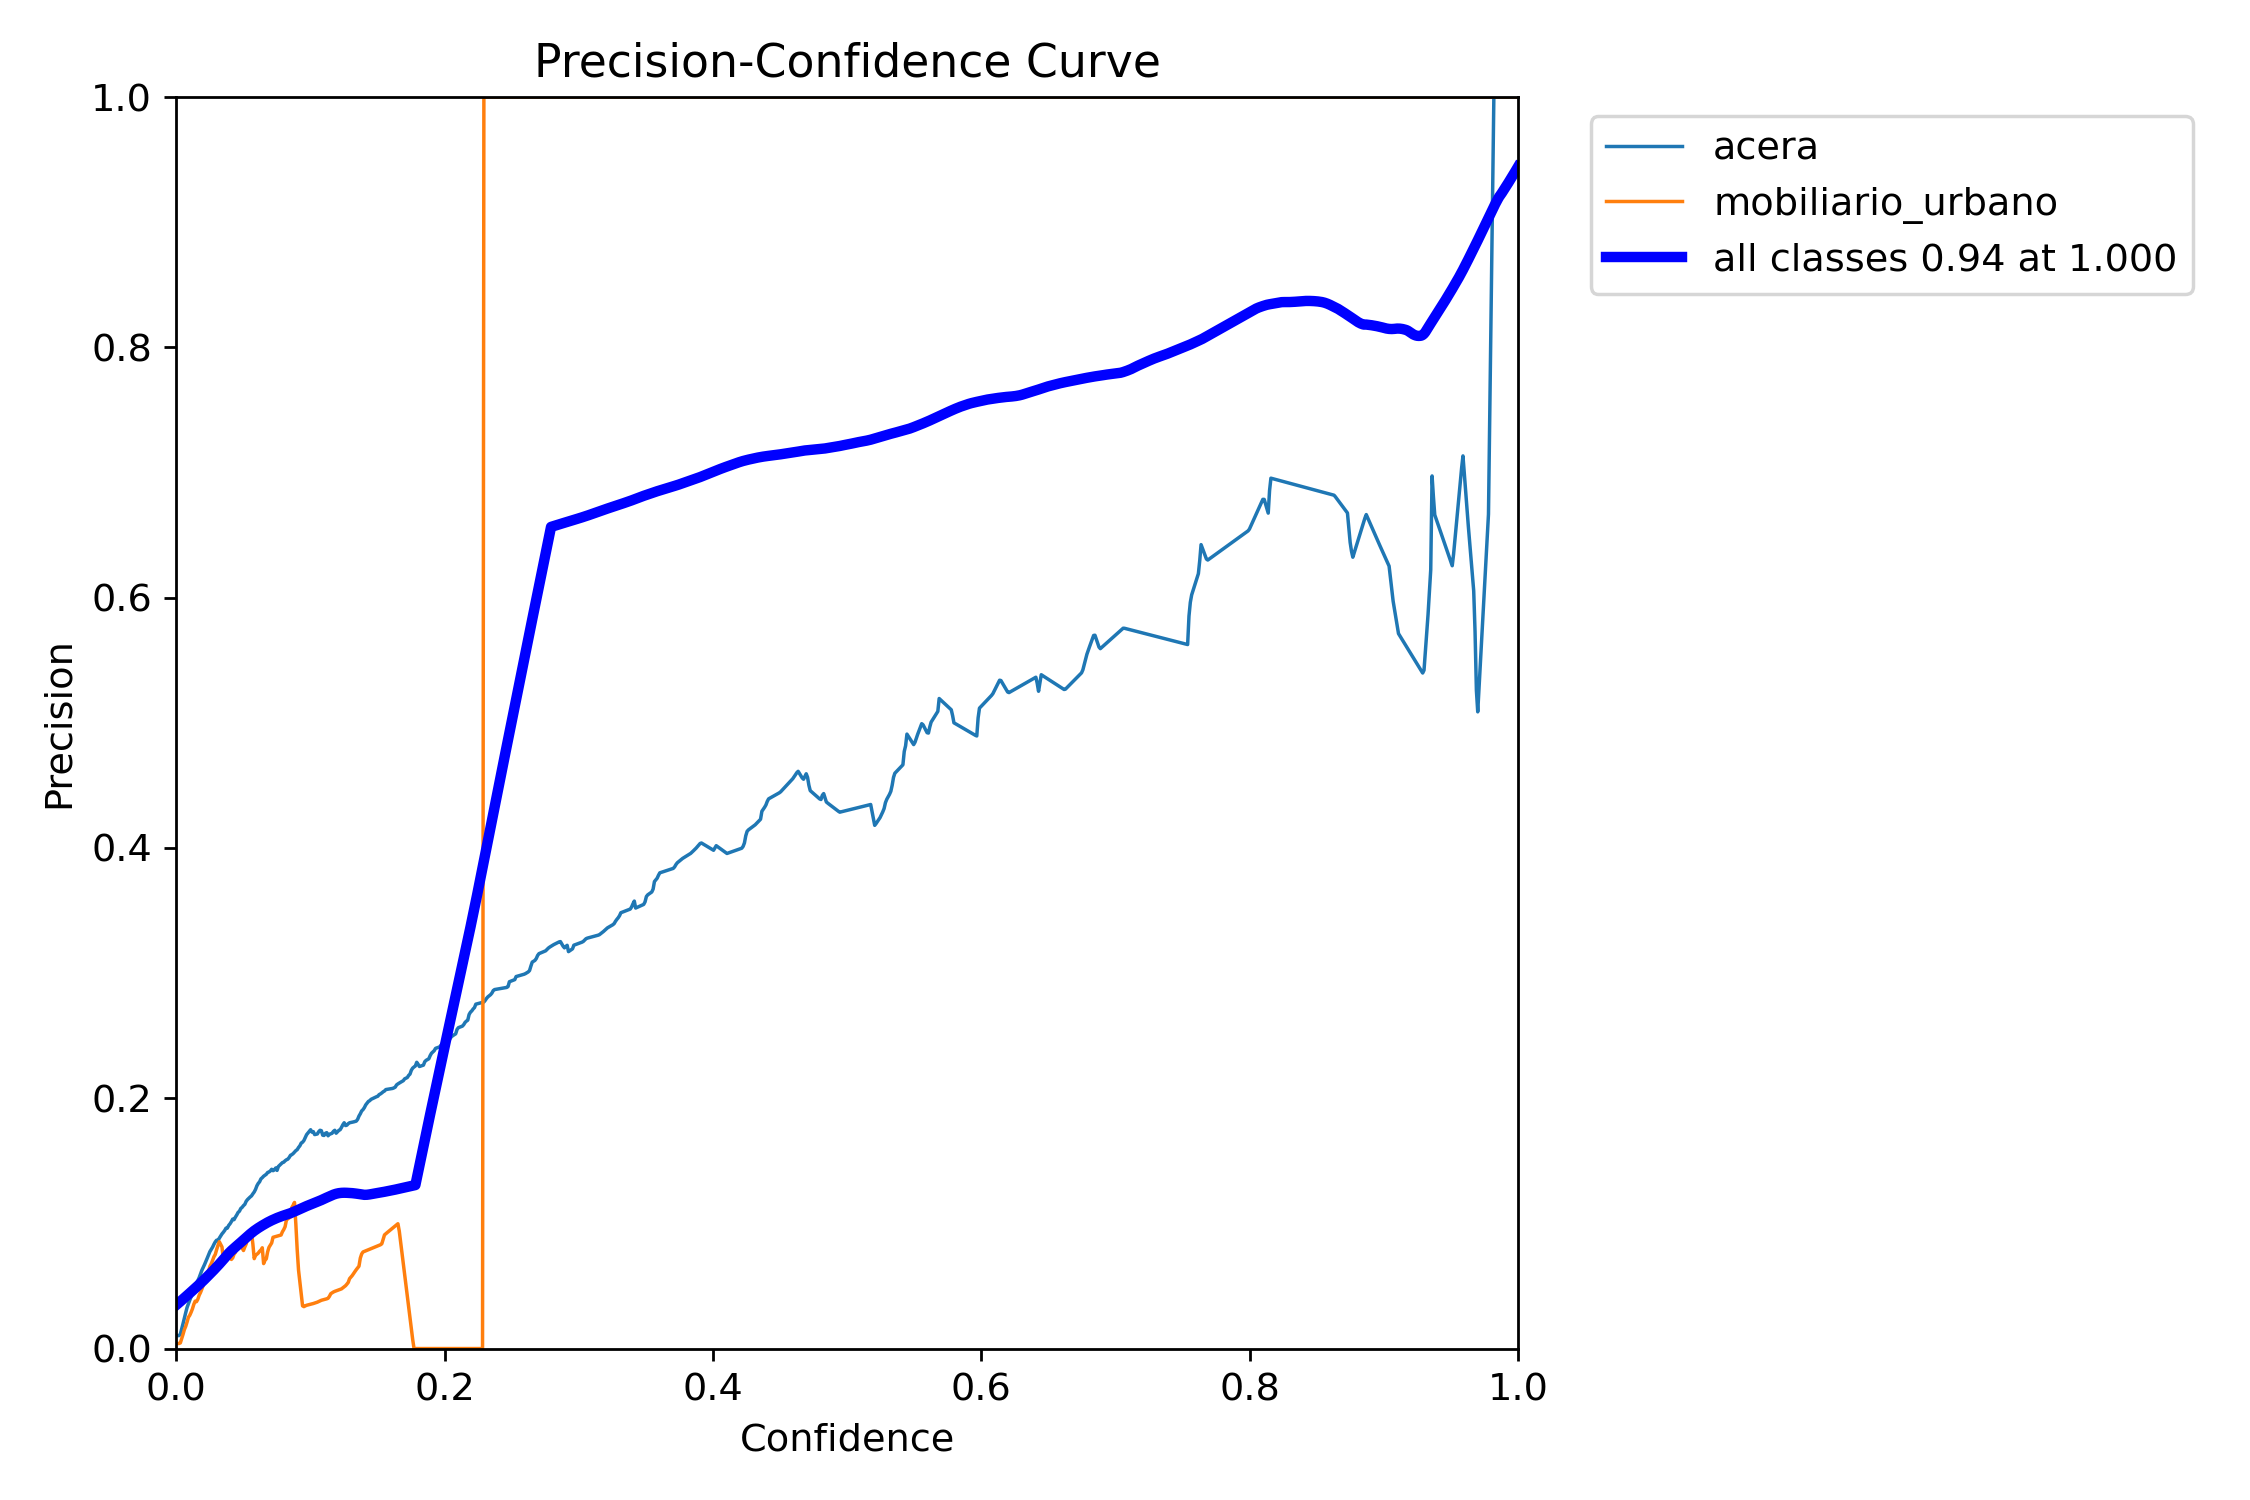 Precision-Confidence Curve
1.0
0.8
0.6
0.4
0.2
0.0
Precision
0.0 0.2 0.4 0.6 0.8 1.0
Confidence
acera
mobiliario_urbano
all classes 0.94 at 1.000